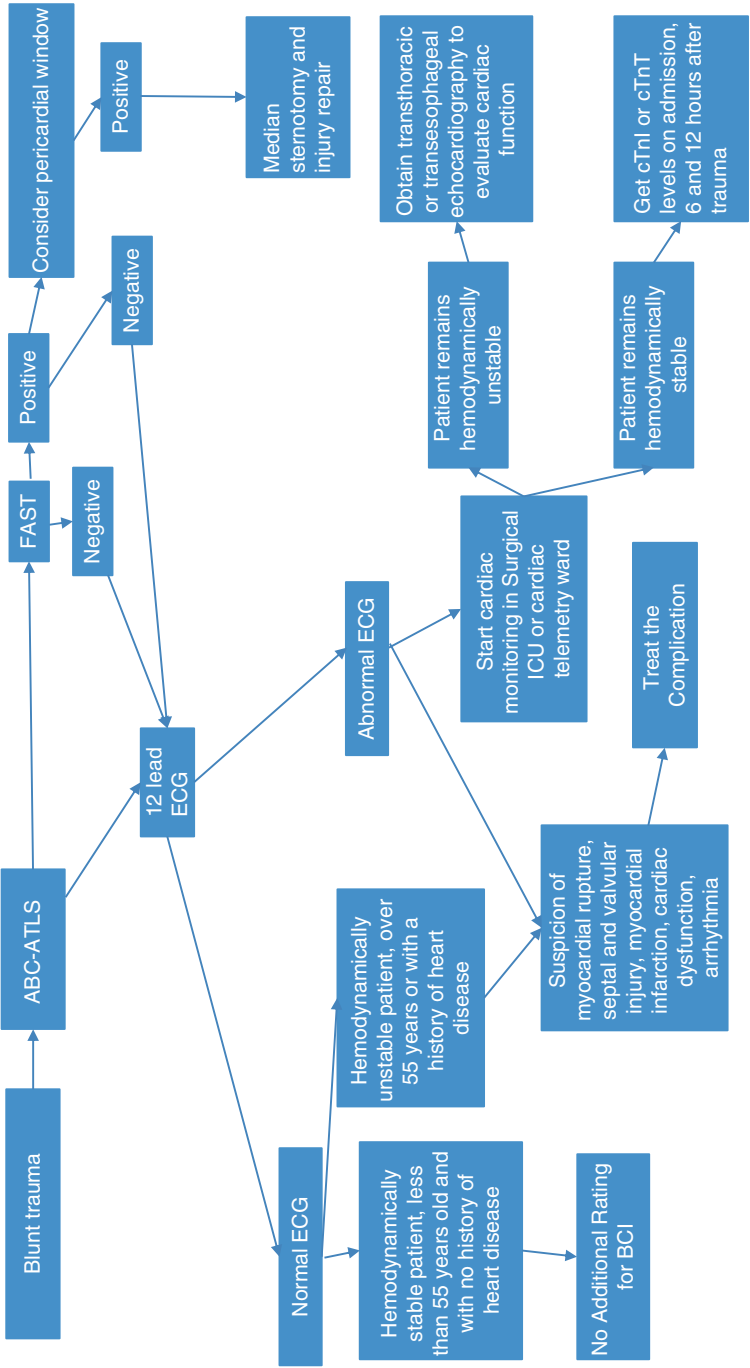 Blunt trauma
ABC-ATLS
FAST
Positive
Consider pericardial window
Negative
Negative
Positive
Median
sternotomy and
injury repair
12 lead
ECG
Normal ECG
Abnormal ECG
Hemodynamically
stable patient, less
than 55 years old and
with no history of
heart disease
Hemodynamically
unstable patient, over
55 years or with a
history of heart
disease
No Additional Rating
for BCI
Suspicion of
myocardial rupture,
septal and valvular
injury, myocardial
infarction, cardiac
dysfunction,
arrhythmia
Treat the
Complication
Start cardiac
monitoring in Surgical
ICU or cardiac
telemetry ward
Patient remains
hemodynamically
unstable
Obtain transthoracic
or transesophageal
echocardiography to
evaluate cardiac
function
Patient remains
hemodynamically
stable
Get cTnI or cTnT
levels on admission,
6 and 12 hours after
trauma